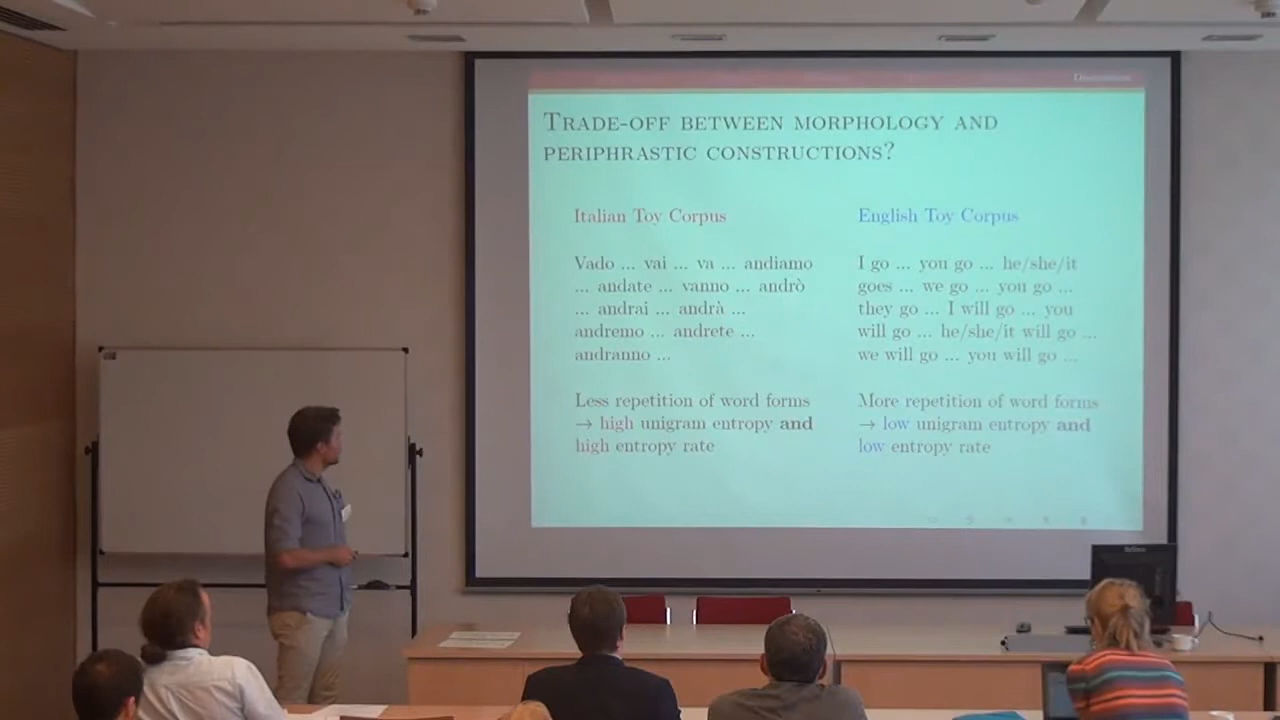 TRADE-OFF BETWEEN MORPHOLOGY AND
PERIPHRASTIC CONSTRUCTIONS?
Italian Toy Corpus
Vado ... vai ... va ... andiamo
... andate ... vanno ... andrò
... andrai ... andrà ...
andremo ... andrete ...
andranno ...
Less repetition of word forms
→ high unigram entropy and
high entropy rate
English Toy Corpus
I go ... you go ... he/she/it
goes ... we go ... you go ...
they go ... I will go ... you
will go ... he/she/it will go ...
we will go ... you will go ...
More repetition of word forms
→ low unigram entropy and
low entropy rate